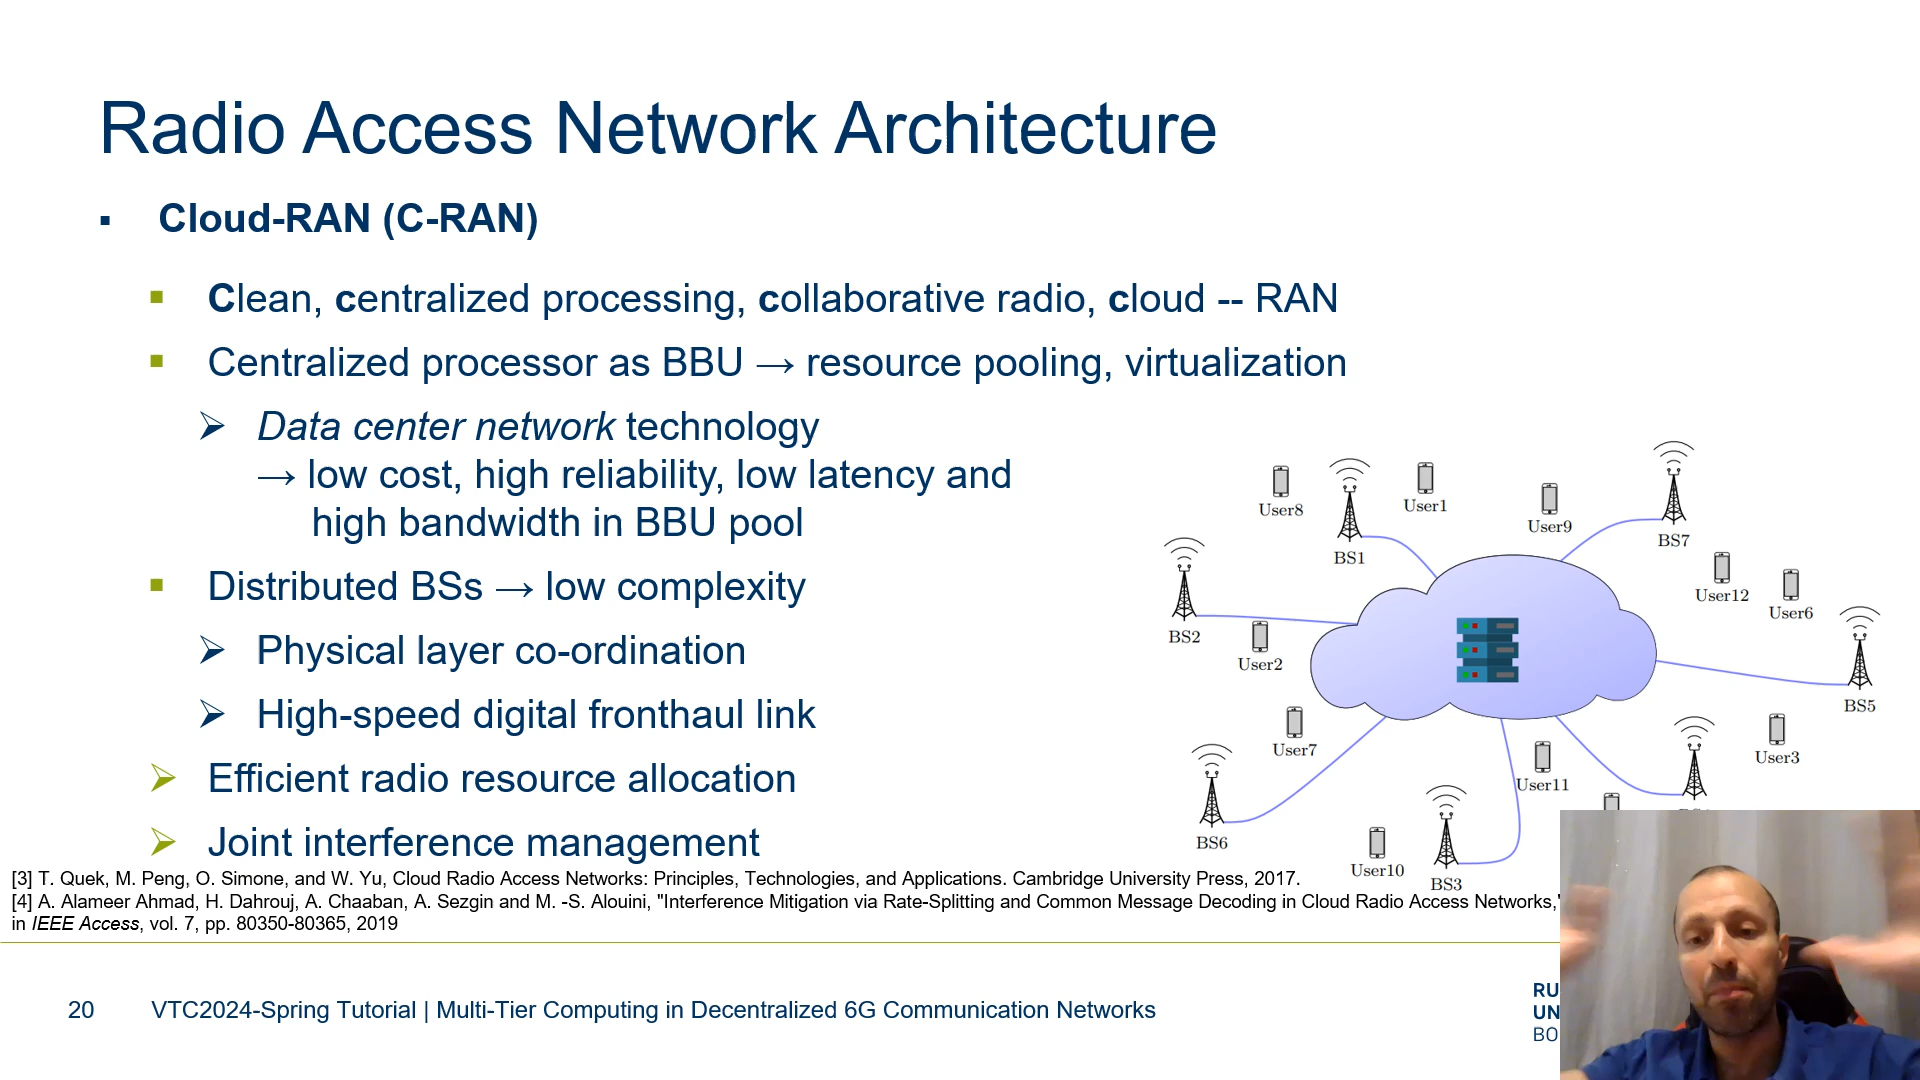 Radio Access Network Architecture
Cloud-RAN (C-RAN)
Clean, centralized processing, collaborative radio, cloud -- RAN
Centralized processor as BBU → resource pooling, virtualization
Data center network technology
→ low cost, high reliability, low latency and
high bandwidth in BBU pool
Distributed BSs → low complexity
Physical layer co-ordination
High-speed digital fronthaul link
Efficient radio resource allocation
Joint interference management
User8
User1
User9
BS1
BS7
User12
User6
BS2
User2
BS5
User7
User3
User11
BS6
User10
BS3
[3] T. Quek, M. Peng, O. Simone, and W. Yu, Cloud Radio Access Networks: Principles, Technologies, and Applications. Cambridge University Press, 2017.
[4] A. Alameer Ahmad, H. Dahrouj, A. Chaaban, A. Sezgin and M. -S. Alouini, "Interference Mitigation via Rate-Splitting and Common Message Decoding in Cloud Radio Access Networks,"
in IEEE Access, vol. 7, pp. 80350-80365, 2019
20
VTC2024-Spring Tutorial | Multi-Tier Computing in Decentralized 6G Communication Networks
RU
UN
BO